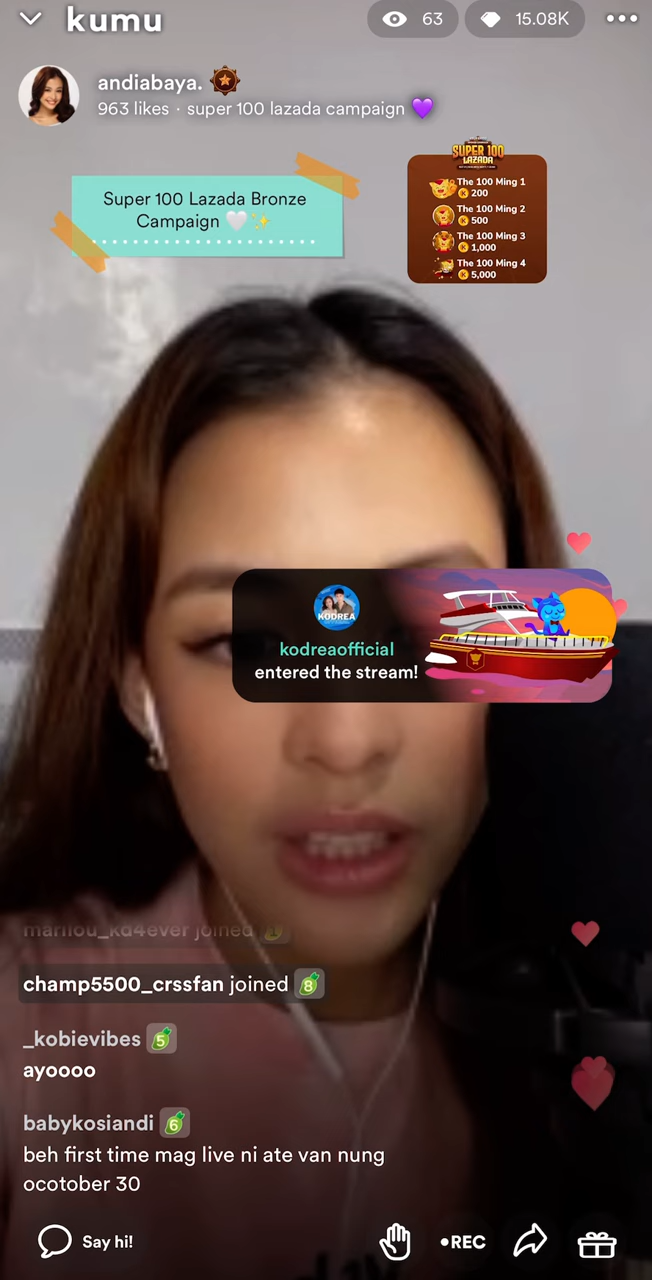 kumu
63
15.08K
andiabaya.
963 likes · super 100 lazada campaign 💜
Super 100 Lazada Bronze
Campaign 🤍✨
SUPER 100
LAZADA
The 100 Ming 1
K 200
The 100 Ming 2
K 500
The 100 Ming 3
K 1,000
The 100 Ming 4
K 5,000
KODREA
kodreaofficial
entered the stream!
marilou_kd4ever joined
champ5500_crssfan joined 8
_kobievibes 5
ayoooo
babykosiandi 6
beh first time mag live ni ate van nung
ocotober 30
Say hi!
•REC